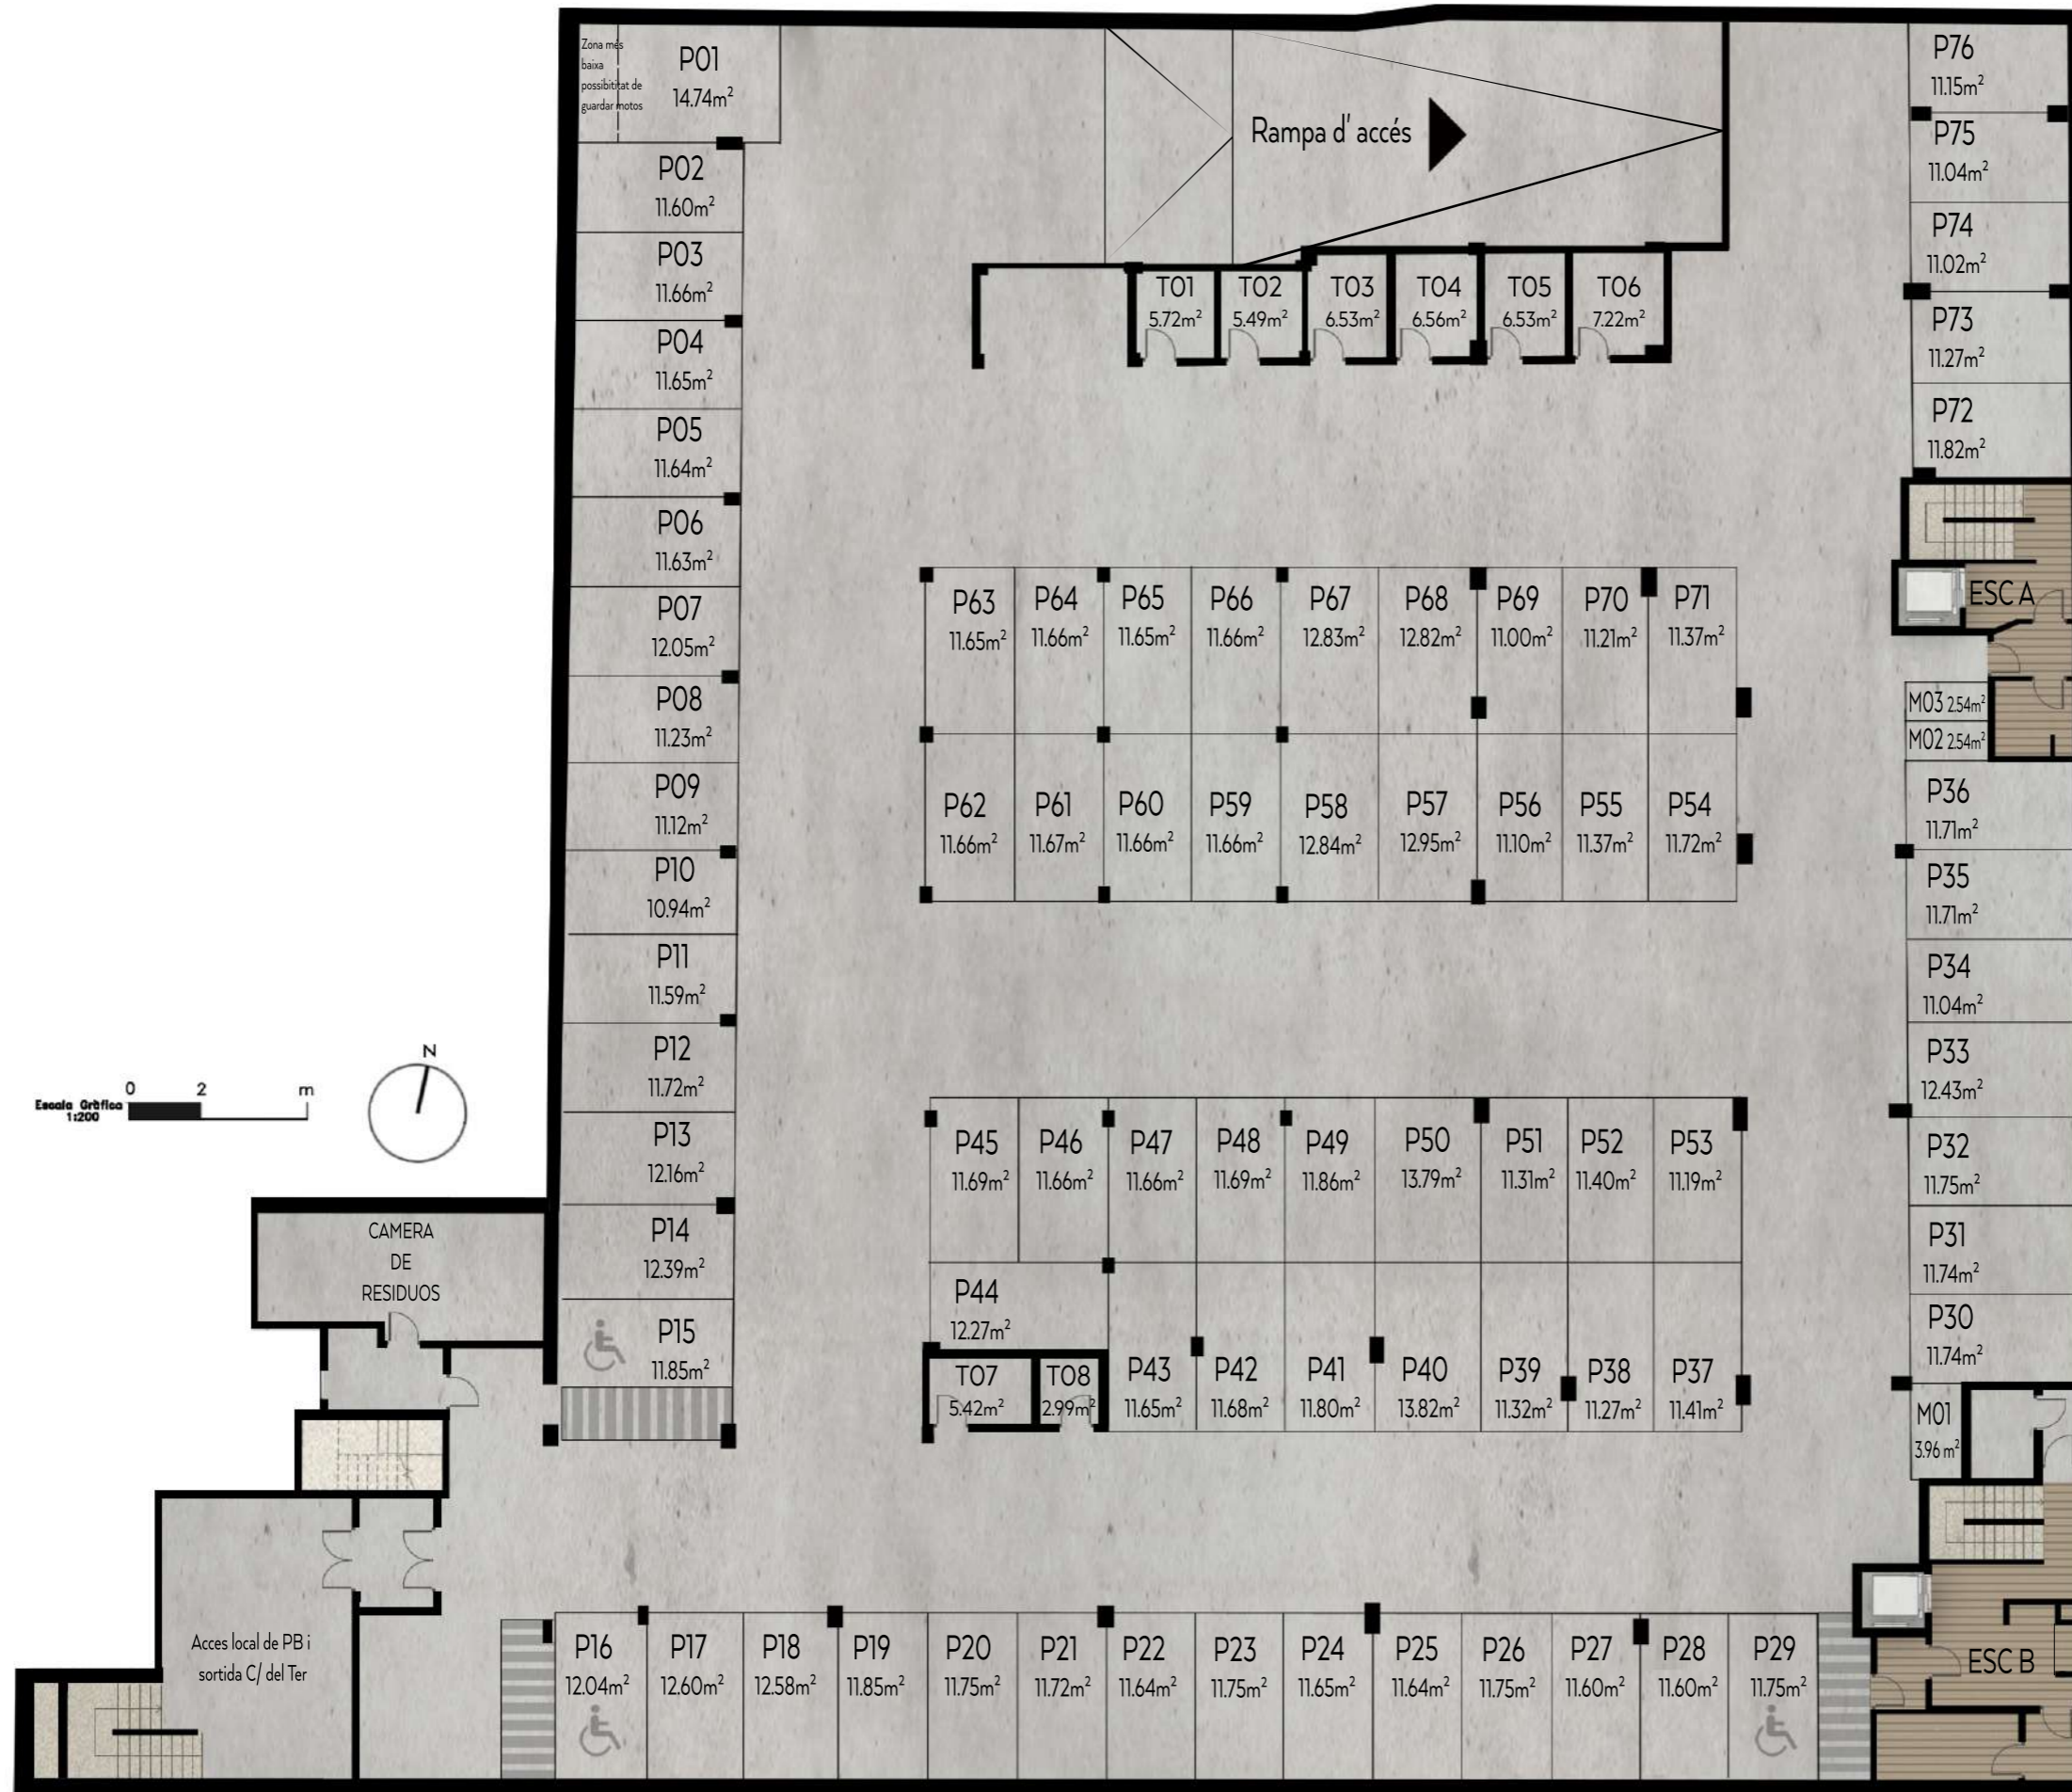 Zona més
baixa
possibititat de
guardar motos
P01
14.74m²
P02
11.60m²
P03
11.66m²
P04
11.65m²
P05
11.64m²
P06
11.63m²
P07
12.05m²
P08
11.23m²
P09
11.12m²
P10
10.94m²
P11
11.59m²
P12
11.72m²
P13
12.16m²
P14
12.39m²
P15
11.85m²
Rampa d' accés
T01
5.72m²
T02
5.49m²
T03
6.53m²
T04
6.56m²
T05
6.53m²
T06
7.22m²
P76
11.15m²
P75
11.04m²
P74
11.02m²
P73
11.27m²
P72
11.82m²
ESC A
M03 2.54m²
M02 2.54m²
P36
11.71m²
P35
11.71m²
P34
11.04m²
P33
12.43m²
P32
11.75m²
P31
11.74m²
P30
11.74m²
M01
3.96 m²
ESC B
P63
11.65m²
P64
11.66m²
P65
11.65m²
P66
11.66m²
P67
12.83m²
P68
12.82m²
P69
11.00m²
P70
11.21m²
P71
11.37m²
P62
11.66m²
P61
11.67m²
P60
11.66m²
P59
11.66m²
P58
12.84m²
P57
12.95m²
P56
11.10m²
P55
11.37m²
P54
11.72m²
P45
11.69m²
P46
11.66m²
P47
11.66m²
P48
11.69m²
P49
11.86m²
P50
13.79m²
P51
11.31m²
P52
11.40m²
P53
11.19m²
P44
12.27m²
T07
5.42m²
T08
2.99m²
P43
11.65m²
P42
11.68m²
P41
11.80m²
P40
13.82m²
P39
11.32m²
P38
11.27m²
P37
11.41m²
Escala Gràfica
1:200
0 2 m
N
CAMERA
DE
RESIDUOS
Acces local de PB i
sortida C/ del Ter
P16
12.04m²
P17
12.60m²
P18
12.58m²
P19
11.85m²
P20
11.75m²
P21
11.72m²
P22
11.64m²
P23
11.75m²
P24
11.65m²
P25
11.64m²
P26
11.75m²
P27
11.60m²
P28
11.60m²
P29
11.75m²